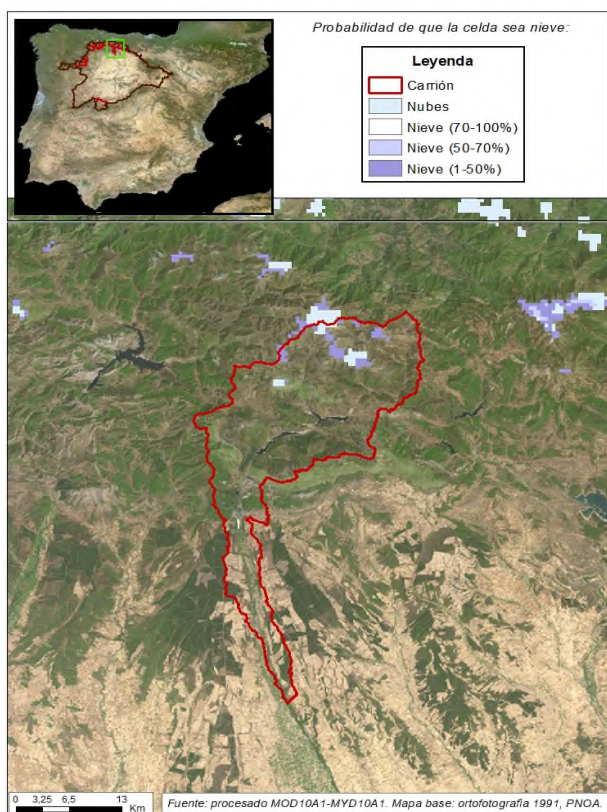 Probabilidad de que la celda sea nieve:
Leyenda
Carrión
Nubes
Nieve (70-100%)
Nieve (50-70%)
Nieve (1-50%)
0 3,25 6,5 13
Km
Fuente: procesado MOD10A1-MYD10A1. Mapa base: ortofotografia 1991, PNOA